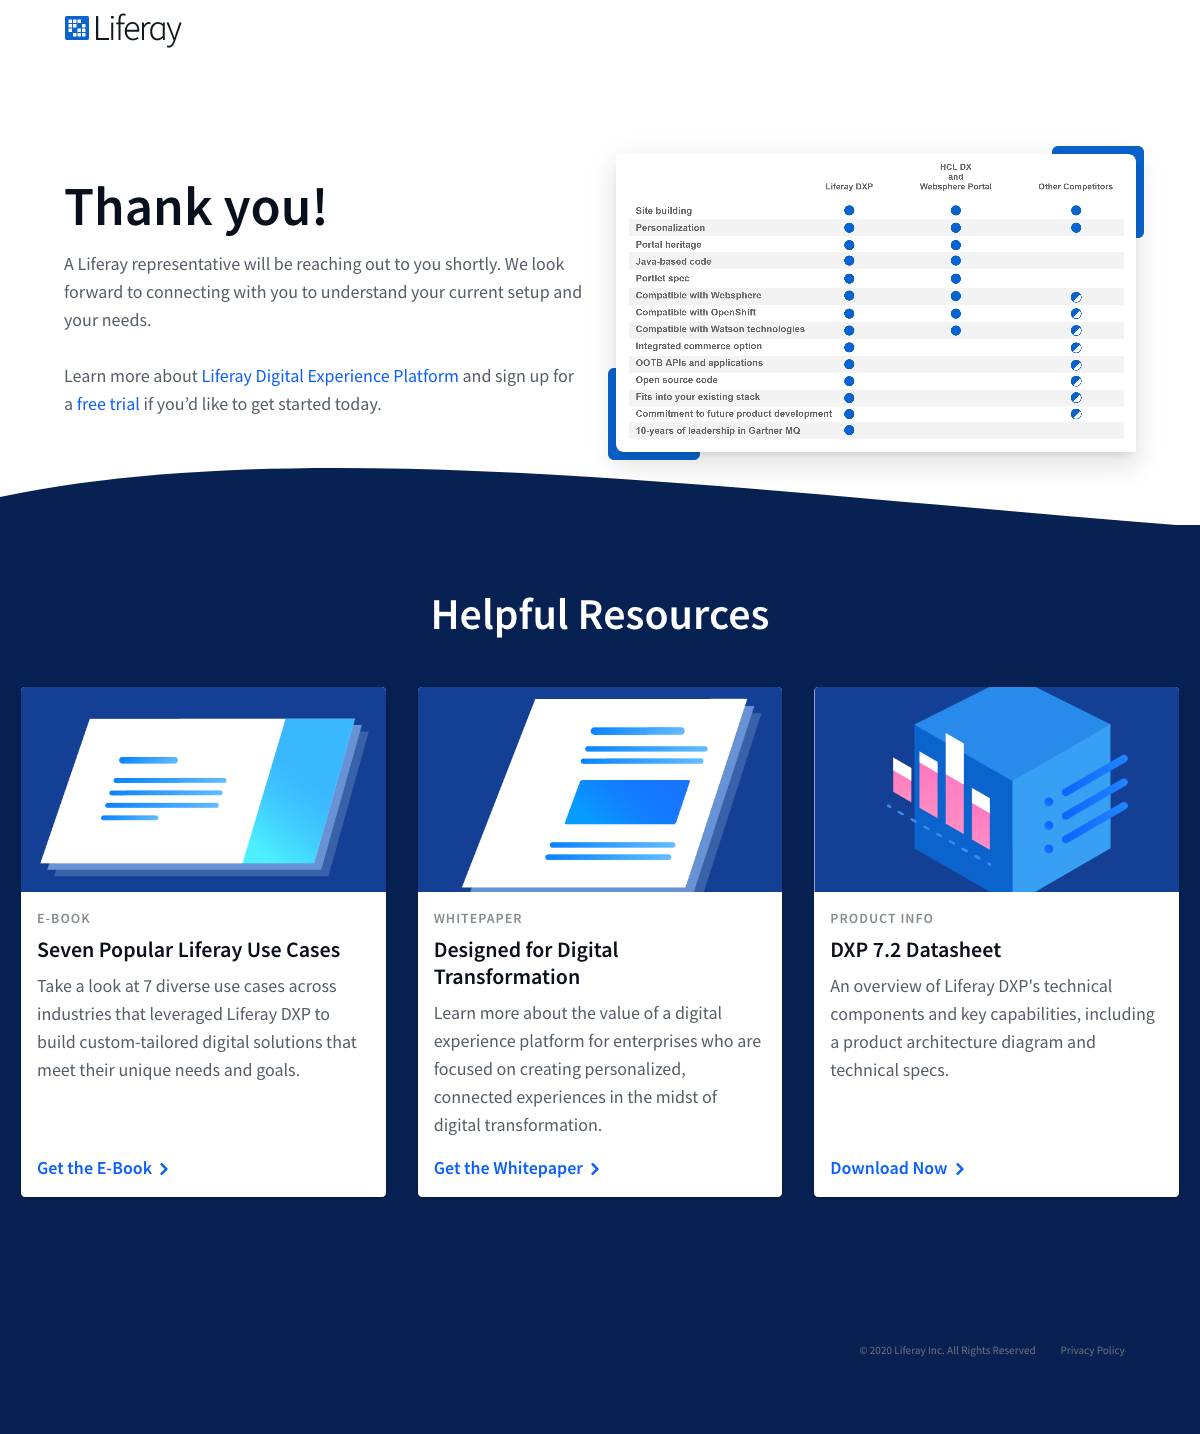 Liferay
Thank you!
A Liferay representative will be reaching out to you shortly. We look
forward to connecting with you to understand your current setup and
your needs.
Learn more about Liferay Digital Experience Platform and sign up for
a free trial if you’d like to get started today.
HCL DX
and
Liferay DXP Websphere Portal Other Competitors
Site building
Personalization
Portal heritage
Java-based code
Portlet spec
Compatible with Websphere
Compatible with OpenShift
Compatible with Watson technologies
Integrated commerce option
OOTB APIs and applications
Open source code
Fits into your existing stack
Commitment to future product development
10-years of leadership in Gartner MQ
Helpful Resources
E-BOOK
Seven Popular Liferay Use Cases
Take a look at 7 diverse use cases across
industries that leveraged Liferay DXP to
build custom-tailored digital solutions that
meet their unique needs and goals.
Get the E-Book
WHITEPAPER
Designed for Digital
Transformation
Learn more about the value of a digital
experience platform for enterprises who are
focused on creating personalized,
connected experiences in the midst of
digital transformation.
Get the Whitepaper
PRODUCT INFO
DXP 7.2 Datasheet
An overview of Liferay DXP's technical
components and key capabilities, including
a product architecture diagram and
technical specs.
Download Now
© 2020 Liferay Inc. All Rights Reserved Privacy Policy